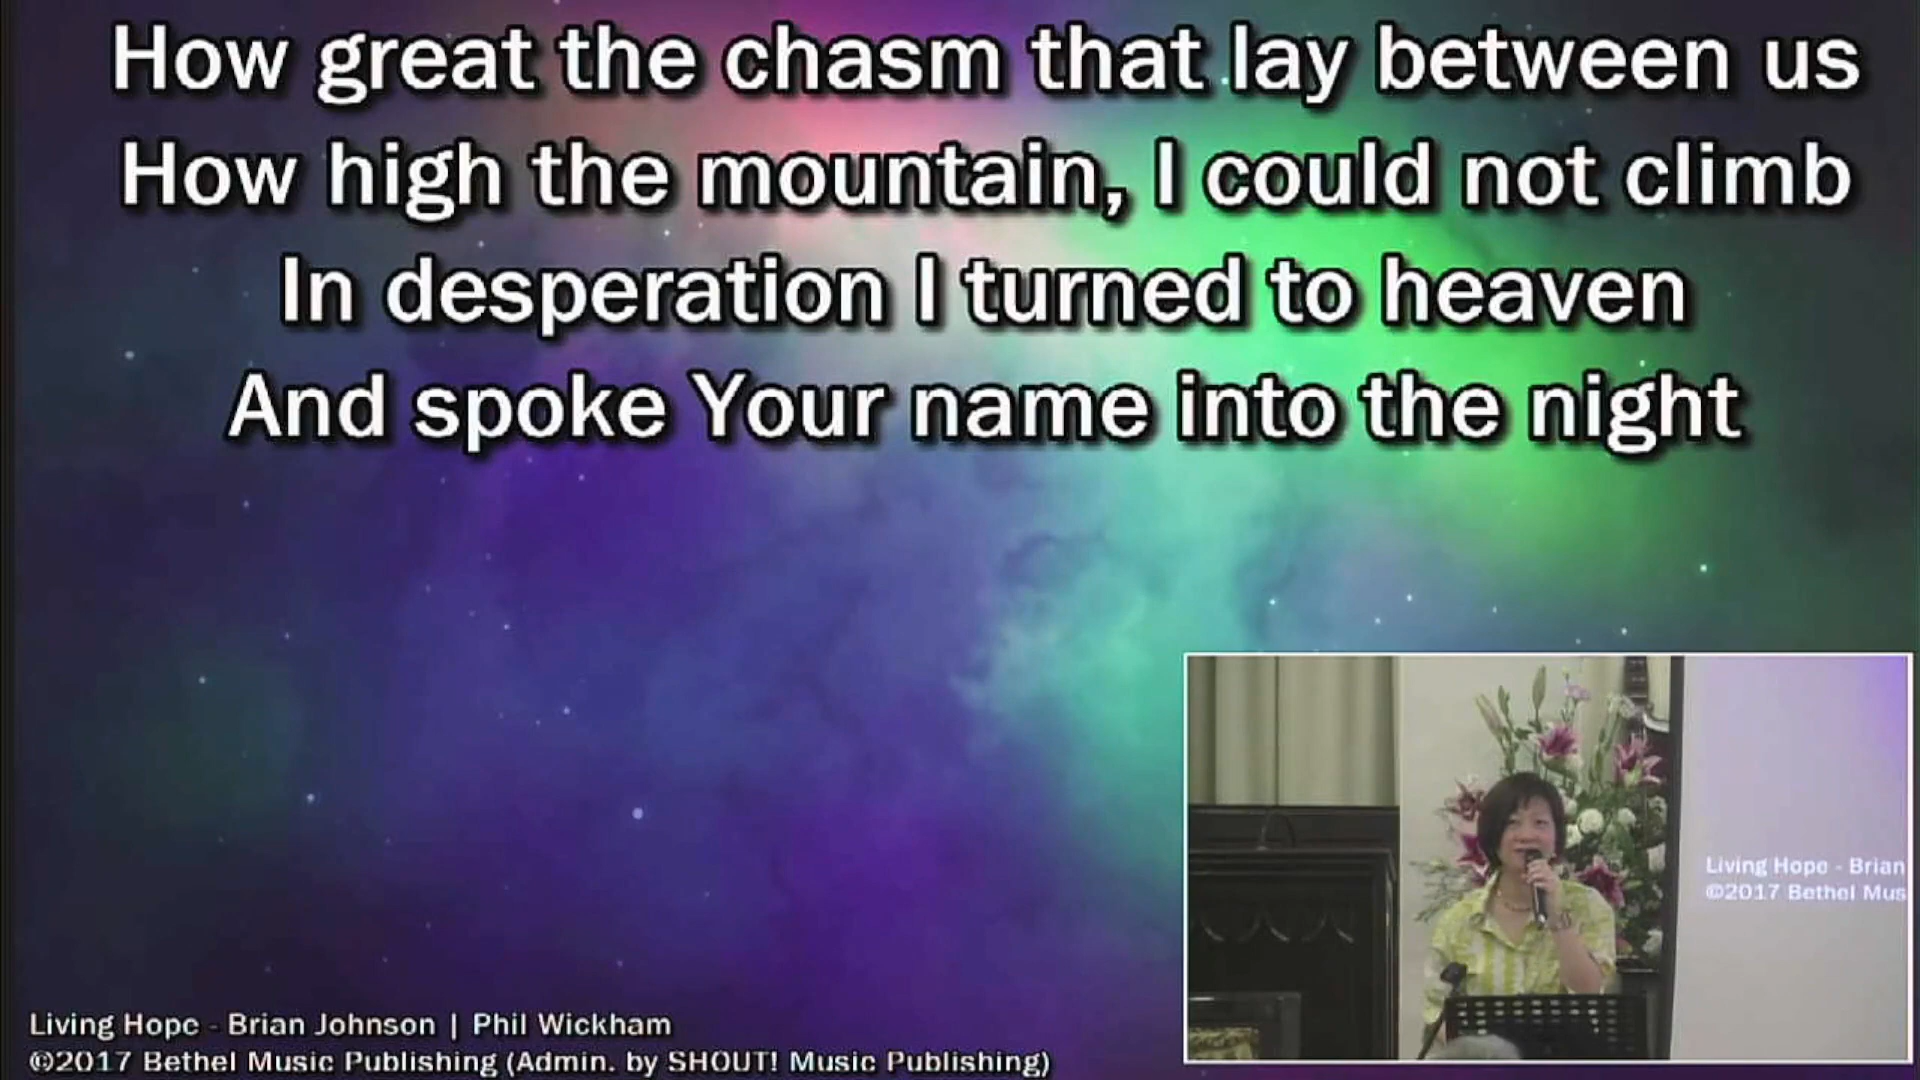 How great the chasm that lay between us
How high the mountain, I could not climb
In desperation I turned to heaven
And spoke Your name into the night
Living Hope - Brian
©2017 Bethel Mus
Living Hope - Brian Johnson | Phil Wickham
©2017 Bethel Music Publishing (Admin. by SHOUT! Music Publishing)